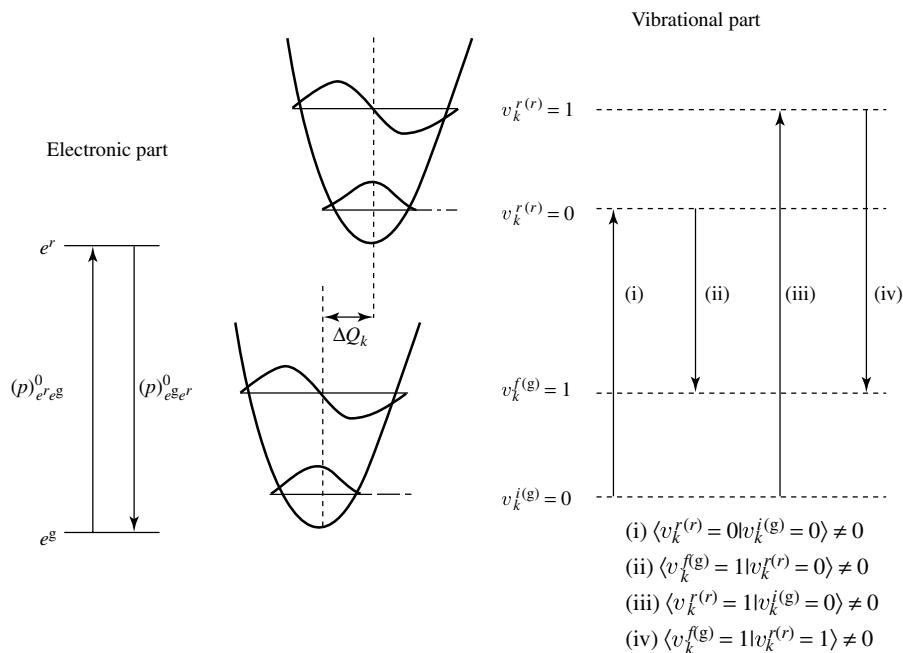 Vibrational part
Electronic part
v_k^{r(r)} = 1
v_k^{r(r)} = 0
e^r
(i)
(ii)
(iii)
(iv)
ΔQ_k
(p)^0_{e^r e^g}
(p)^0_{e^g e^r}
v_k^{f(g)} = 1
v_k^{i(g)} = 0
e^g
(i) ⟨v_k^{r(r)} = 0|v_k^{i(g)} = 0⟩ ≠ 0
(ii) ⟨v_k^{f(g)} = 1|v_k^{r(r)} = 0⟩ ≠ 0
(iii) ⟨v_k^{r(r)} = 1|v_k^{i(g)} = 0⟩ ≠ 0
(iv) ⟨v_k^{f(g)} = 1|v_k^{r(r)} = 1⟩ ≠ 0